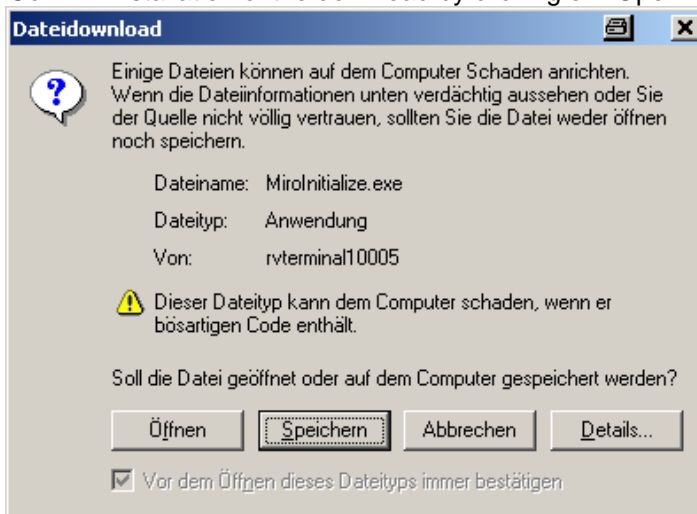 Dateidownload
Einige Dateien können auf dem Computer Schaden anrichten.
Wenn die Dateiinformationen unten verdächtig aussehen oder Sie
der Quelle nicht völlig vertrauen, sollten Sie die Datei weder öffnen
noch speichern.
Dateiname: MiroInitialize.exe
Dateityp: Anwendung
Von: rvterminal10005
Dieser Dateityp kann dem Computer schaden, wenn er
bösartigen Code enthält.
Soll die Datei geöffnet oder auf dem Computer gespeichert werden?
Öffnen Speichern Abbrechen Details...
Vor dem Öffnen dieses Dateityps immer bestätigen